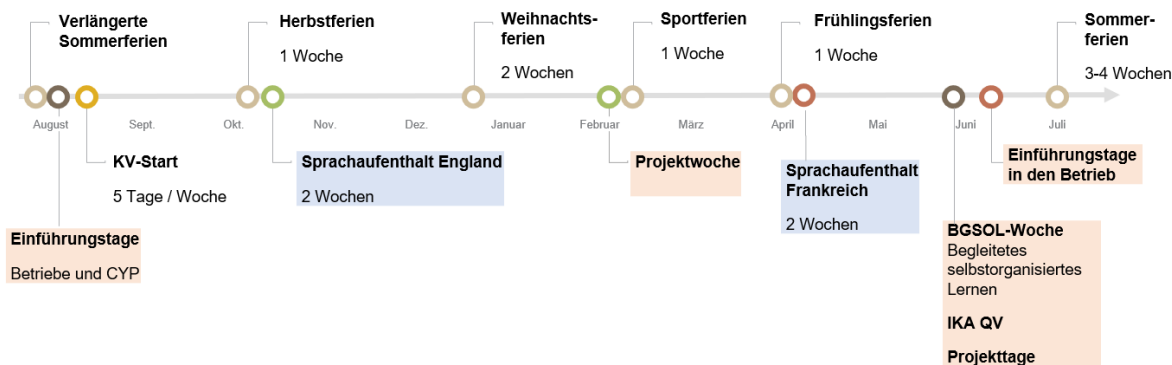 Verlängerte
Sommerferien
Herbstferien
1 Woche
Weihnachts-
ferien
2 Wochen
Sportferien
1 Woche
Frühlingsferien
1 Woche
Sommer-
ferien
3-4 Wochen
August
Sept.
Okt.
Nov.
Dez.
Januar
Februar
März
April
Mai
Juni
Juli
KV-Start
5 Tage / Woche
Sprachaufenthalt England
2 Wochen
Projektwoche
Sprachaufenthalt
Frankreich
2 Wochen
Einführungstage
in den Betrieb
Einführungstage
Betriebe und CYP
BGSOL-Woche
Begleitetes
selbstorganisiertes
Lernen
IKA QV
Projekttage